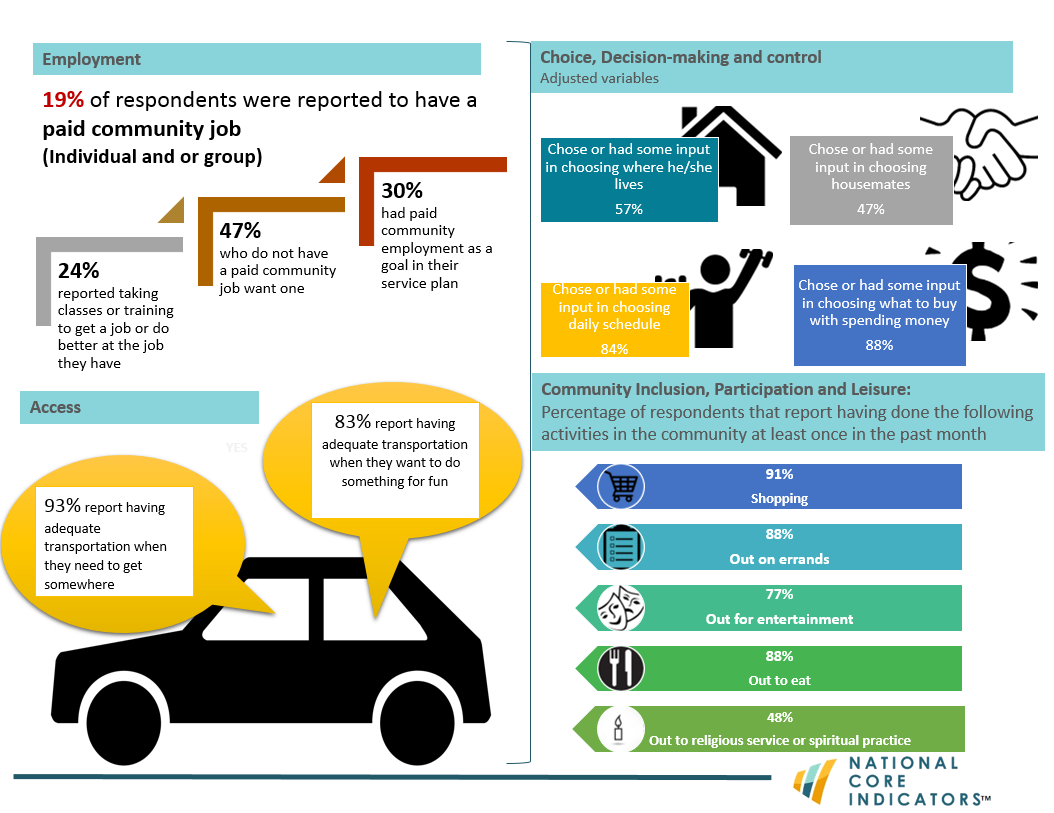 Employment
19% of respondents were reported to have a
paid community job
(Individual and or group)
24%
reported taking
classes or training
to get a job or do
better at the job
they have
47%
who do not have
a paid community
job want one
30%
had paid
community
employment as a
goal in their
service plan
Access
YES
93% report having
adequate
transportation when
they need to get
somewhere
83% report having
adequate transportation
when they want to do
something for fun
Choice, Decision-making and control
Adjusted variables
Chose or had some input
in choosing where he/she
lives
57%
Chose or had some
input in choosing
housemates
47%
Chose or had some
input in choosing
daily schedule
84%
Chose or had some input
in choosing what to buy
with spending money
88%
Community Inclusion, Participation and Leisure:
Percentage of respondents that report having done the following
activities in the community at least once in the past month
91%
Shopping
88%
Out on errands
77%
Out for entertainment
88%
Out to eat
48%
Out to religious service or spiritual practice
NATIONAL
CORE
INDICATORS™